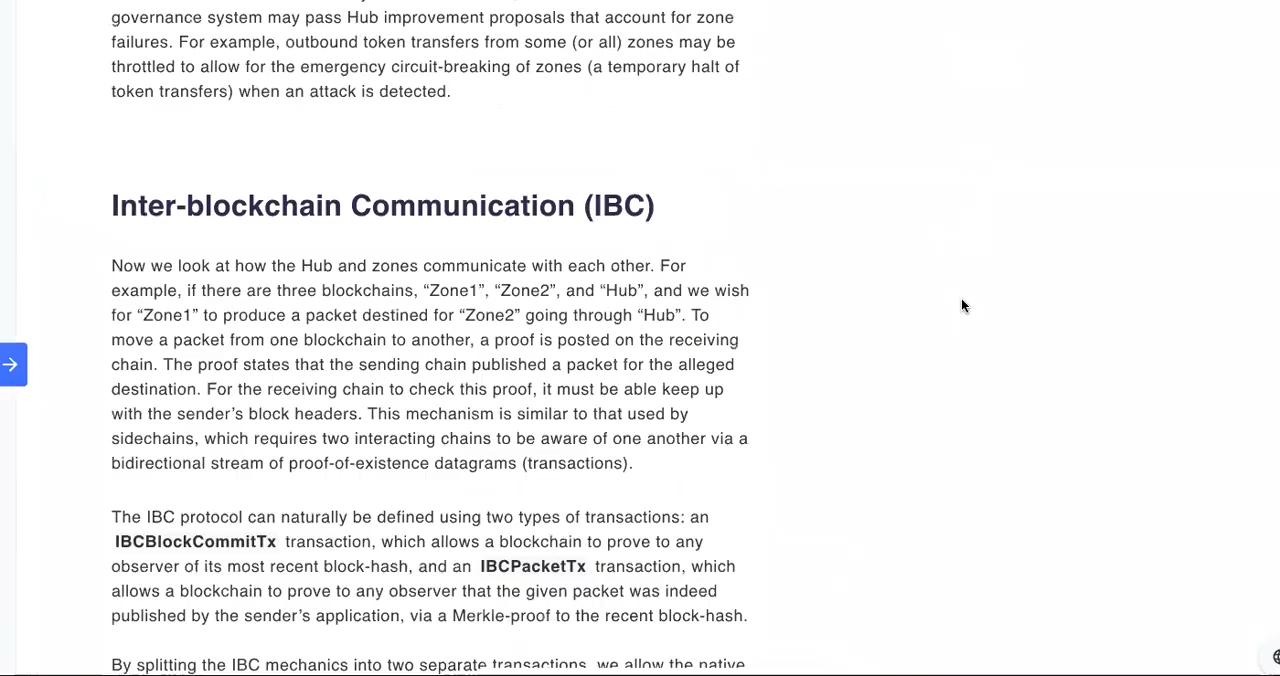 governance system may pass Hub improvement proposals that account for zone
failures. For example, outbound token transfers from some (or all) zones may be
throttled to allow for the emergency circuit-breaking of zones (a temporary halt of
token transfers) when an attack is detected.
Inter-blockchain Communication (IBC)
Now we look at how the Hub and zones communicate with each other. For
example, if there are three blockchains, “Zone1”, “Zone2”, and “Hub”, and we wish
for “Zone1” to produce a packet destined for “Zone2” going through “Hub”. To
move a packet from one blockchain to another, a proof is posted on the receiving
chain. The proof states that the sending chain published a packet for the alleged
destination. For the receiving chain to check this proof, it must be able keep up
with the sender’s block headers. This mechanism is similar to that used by
sidechains, which requires two interacting chains to be aware of one another via a
bidirectional stream of proof-of-existence datagrams (transactions).
The IBC protocol can naturally be defined using two types of transactions: an
IBCBlockCommitTx transaction, which allows a blockchain to prove to any
observer of its most recent block-hash, and an IBCPacketTx transaction, which
allows a blockchain to prove to any observer that the given packet was indeed
published by the sender’s application, via a Merkle-proof to the recent block-hash.
By splitting the IBC mechanics into two separate transactions, we allow the native